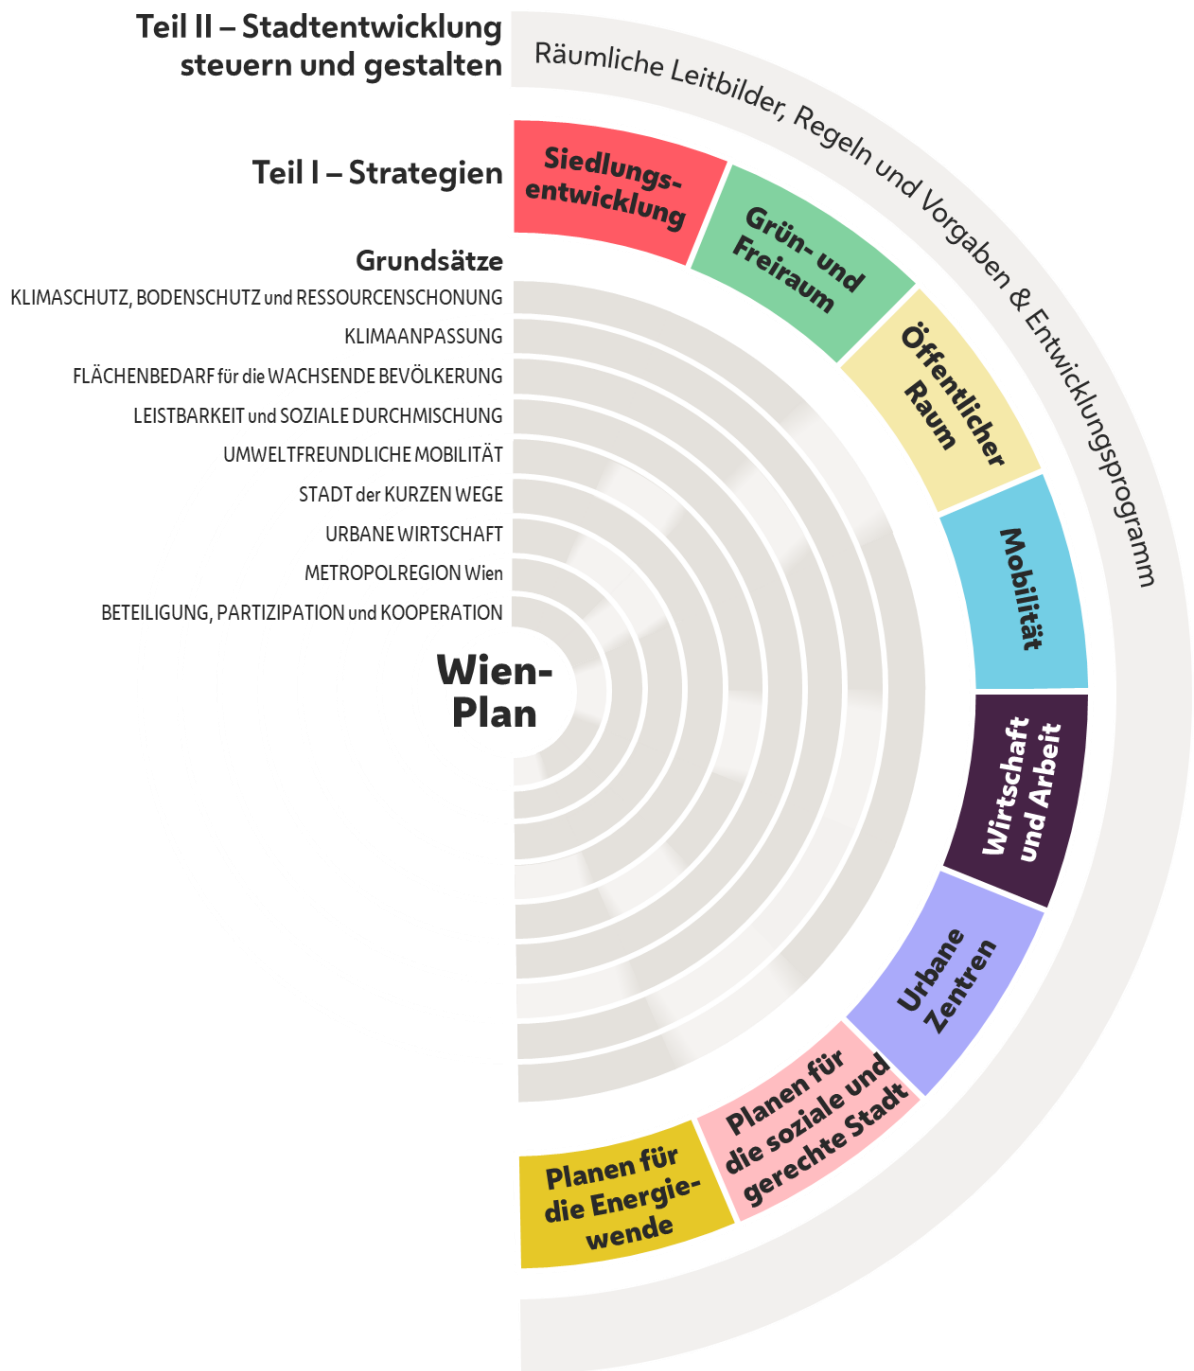 Teil II – Stadtentwicklung
steuern und gestalten
Räumliche Leitbilder, Regeln und Vorgaben & Entwicklungsprogramm
Teil I – Strategien
Siedlungs-
entwicklung
Grün- und
Freiraum
Öffentlicher
Raum
Mobilität
Wirtschaft
und Arbeit
Urbane
Zentren
Planen für
die soziale und
gerechte Stadt
Planen für
die Energie-
wende
Grundsätze
KLIMASCHUTZ, BODENSCHUTZ und RESSOURCENSCHONUNG
KLIMAANPASSUNG
FLÄCHENBEDARF für die WACHSENDE BEVÖLKERUNG
LEISTBARKEIT und SOZIALE DURCHMISCHUNG
UMWELTFREUNDLICHE MOBILITÄT
STADT der KURZEN WEGE
URBANE WIRTSCHAFT
METROPOLREGION Wien
BETEILIGUNG, PARTIZIPATION und KOOPERATION
Wien-
Plan